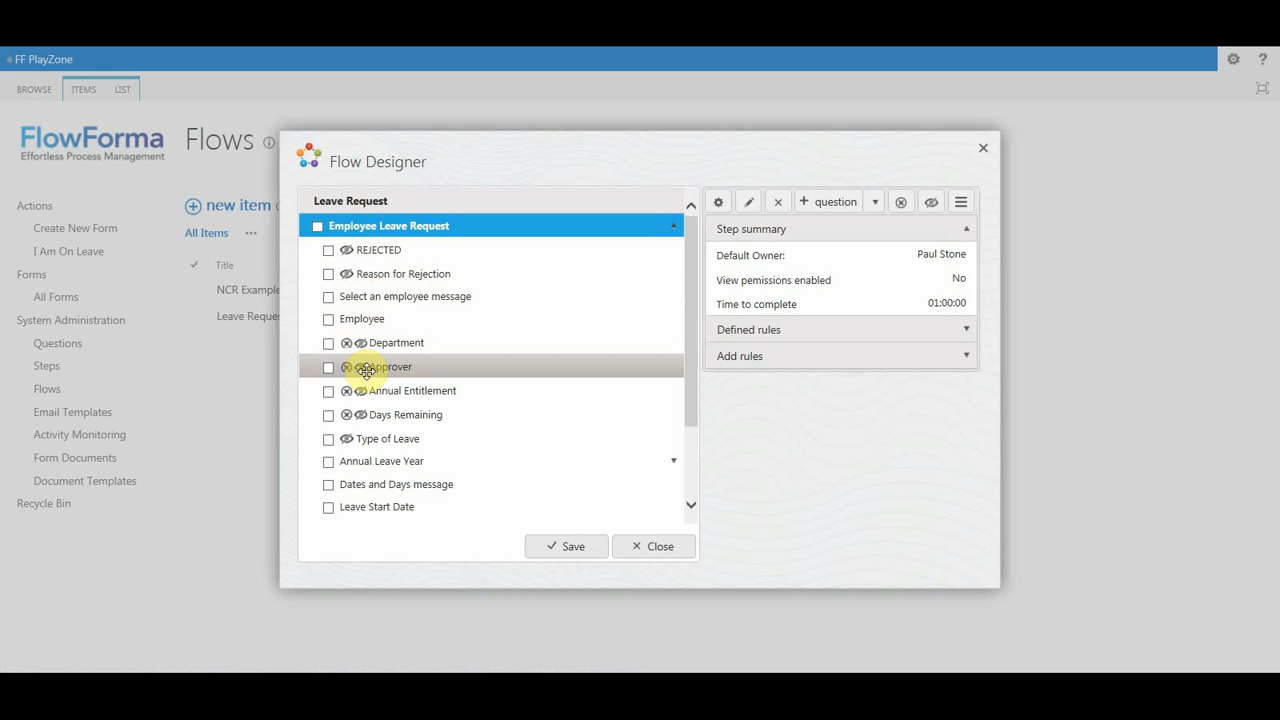 FF PlayZone
?
BROWSE ITEMS LIST
FlowForma
Effortless Process Management
Flows
Actions
Create New Form
I Am On Leave
Forms
All Forms
System Administration
Questions
Steps
Flows
Email Templates
Activity Monitoring
Form Documents
Document Templates
Recycle Bin
new item
All Items ...
Title
NCR Example
Leave Reque
Flow Designer
Leave Request
Employee Leave Request
REJECTED
Reason for Rejection
Select an employee message
Employee
Department
Approver
Annual Entitlement
Days Remaining
Type of Leave
Annual Leave Year
Dates and Days message
Leave Start Date
Save
Close
+ question
Step summary
Default Owner: Paul Stone
View pemissions enabled No
Time to complete 01:00:00
Defined rules
Add rules